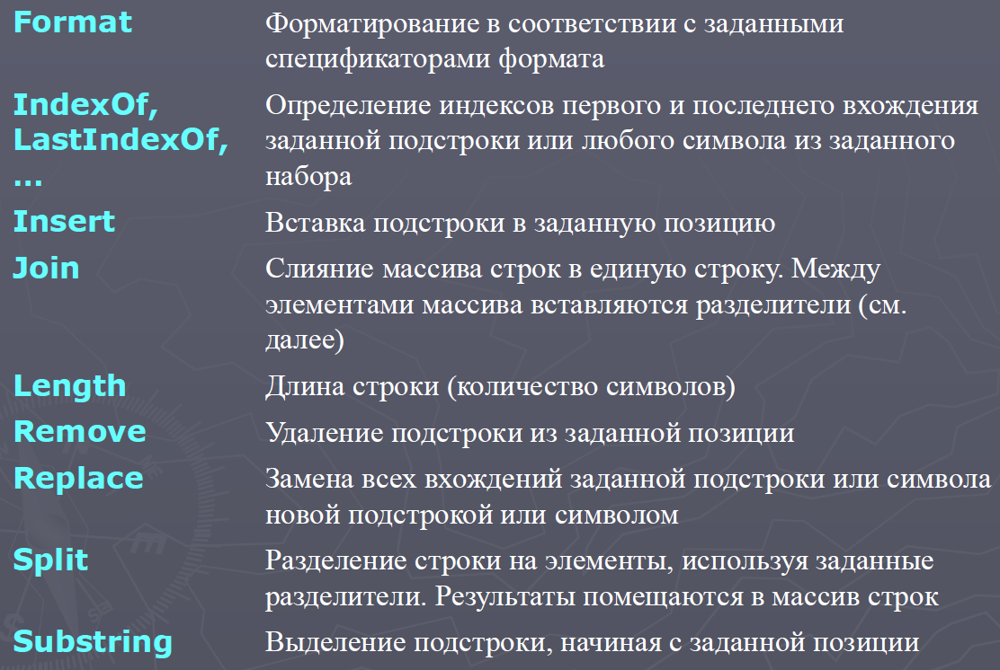 Format Форматирование в соответствии с заданными
спецификаторами формата
IndexOf, Определение индексов первого и последнего вхождения
LastIndexOf, заданной подстроки или любого символа из заданного
... набора
Insert Вставка подстроки в заданную позицию
Join Слияние массива строк в единую строку. Между
элементами массива вставляются разделители (см.
далее)
Length Длина строки (количество символов)
Remove Удаление подстроки из заданной позиции
Replace Замена всех вхождений заданной подстроки или символа
новой подстрокой или символом
Split Разделение строки на элементы, используя заданные
разделители. Результаты помещаются в массив строк
Substring Выделение подстроки, начиная с заданной позиции